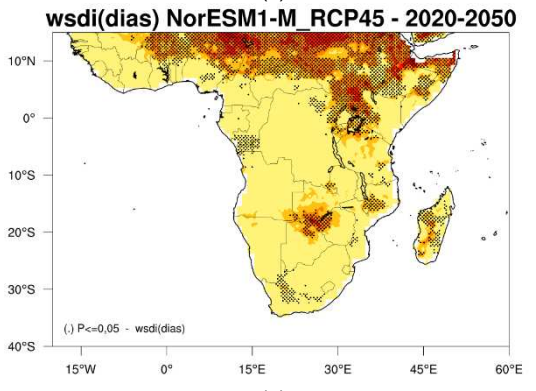 wsdi(dias) NorESM1-M_RCP45 - 2020-2050
10°N
0°
10°S
20°S
30°S
40°S
(.) P<=0,05 - wsdi(dias)
15°W 0° 15°E 30°E 45°E 60°E